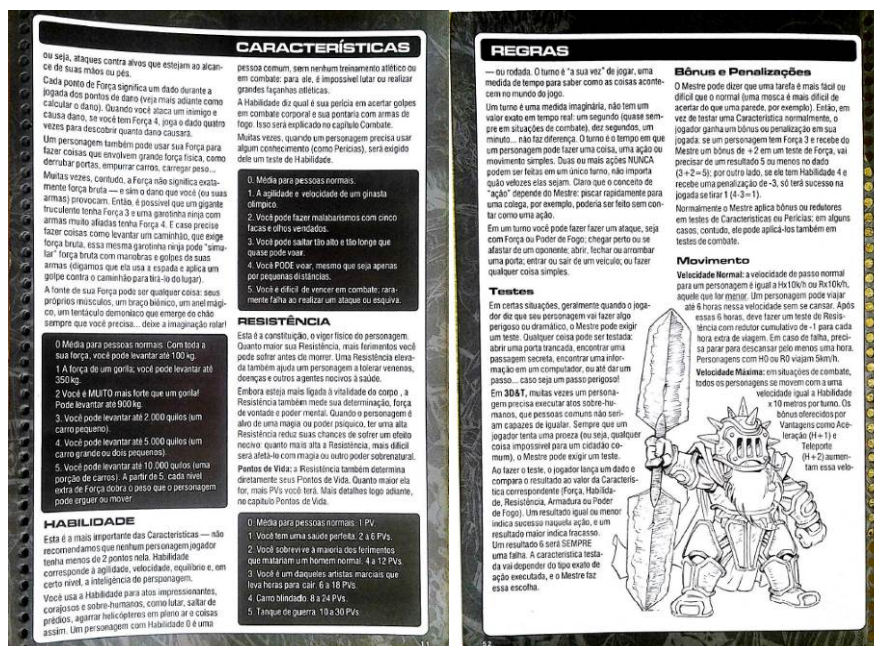 CARACTERÍSTICAS
ou seja, ataques contra alvos que estejam ao alcan-
ce de suas mãos ou pés.
Cada ponto de Força significa um dado durante a
jogada dos pontos de dano (veja mais adiante como
calcular o dano). Quando você ataca um inimigo e
causa dano, se você tem Força 4, joga o dado quatro
vezes para descobrir quanto dano causará.
Um personagem também pode usar sua Força para
fazer coisas que envolvem grande força física, como
derrubar portas, empurrar carros, carregar peso...
Muitas vezes, contudo, a Força não significa exata-
mente força bruta — e sim o dano que você (ou suas
armas) provocam. Então, é possível que um gigante
truculento tenha Força 3 e uma garotinha ninja com
armas muito afiadas tenha Força 4. E caso precise
fazer coisas como levantar um caminhão, que exige
força bruta, essa mesma garotinha ninja pode "simu-
lar" força bruta com manobras e golpes de suas
armas (digamos que ela usa a espada e aplica um
golpe contra o caminhão para tira-lo do lugar).
A fonte de sua Força pode ser qualquer coisa: seus
próprios músculos, um braço biônico, um anel mági-
co, um tentáculo demoníaco que emerge do chão
sempre que você precisa... deixe a imaginação rolar!
0 Média para pessoas normais. Com toda a
sua força, você pode levantar até 100 kg.
1 A força de um gorila; você pode levantar até
350 kg.
2 Você é MUITO mais forte que um gorila!
Pode levantar até 900 kg.
3. Você pode levantar até 2.000 quilos (um
carro pequeno).
4. Você pode levantar até 5.000 quilos (um
carro grande ou dois pequenos).
5. Você pode levantar até 10.000 quilos (uma
porção de carros). A partir de 5, cada nível
extra de Força dobra o peso que o personagem
pode erguer ou mover.
HABILIDADE
Esta é a mais importante das Características — não
recomendamos que nenhum personagem jogador
tenha menos de 2 pontos nela. Habilidade
corresponde à agilidade, velocidade, equilíbrio e, em
certo nível, a inteligência do personagem.
Você usa a Habilidade para atos impressionantes,
corajosos e sobre-humanos, como lutar, saltar de
prédios, agarrar helicópteros em pleno ar e coisas
assim. Um personagem com Habilidade 0 é uma
pessoa comum, sem nenhum treinamento atlético ou
em combate: para ele, é impossível lutar ou realizar
grandes façanhas atléticas.
A Habilidade diz qual é sua perícia em acertar golpes
em combate corporal e sua pontaria com armas de
fogo. Isso será explicado no capítulo Combate.
Muitas vezes, quando um personagem precisa usar
algum conhecimento (como Perícias), será exigido
dele um teste de Habilidade.
0. Média para pessoas normais.
1. A agilidade e velocidade de um ginasta
olímpico.
2. Você pode fazer malabarismos com cinco
facas e olhos vendados.
3. Você pode saltar tão alto e tão longe que
quase pode voar.
4. Você PODE voar, mesmo que seja apenas
por pequenas distâncias.
5. Você é difícil de vencer em combate; rara-
mente falha ao realizar um ataque ou esquiva.
RESISTÊNCIA
Esta é a constituição, o vigor físico do personagem.
Quanto maior sua Resistência, mais ferimentos você
pode sofrer antes de morrer. Uma Resistência eleva-
da também ajuda um personagem a tolerar venenos,
doenças e outros agentes nocivos à saúde.
Embora esteja mais ligada à vitalidade do corpo , a
Resistência também mede sua determinação, força
de vontade e poder mental. Quando o personagem é
alvo de uma magia ou poder psíquico, ter uma alta
Resistência reduz suas chances de sofrer um efeito
nocivo: quanto mais alta a Resistência, mais difícil
será afetá-lo com magia ou outro poder sobrenatural.
Pontos de Vida: a Resistência também determina
diretamente seus Pontos de Vida. Quanto maior ela
for, mais PVs você terá. Mais detalhes logo adiante,
no capítulo Pontos de Vida.
0. Média para pessoas normais. 1 PV.
1. Você tem uma saúde perfeita. 2 a 6 PVs.
2. Você sobrevive à maioria dos ferimentos
que matariam um homem normal. 4 a 12 PVs.
3. Você é um daqueles artistas marciais que
leva horas para cair. 6 a 18 PVs.
4. Carro blindado. 8 a 24 PVs.
5. Tanque de guerra. 10 a 30 PVs.
11
REGRAS
— ou rodada. O turno é "a sua vez" de jogar, uma
medida de tempo para saber como as coisas aconte-
cem no mundo do jogo.
Um turno é uma medida imaginária, não tem um
valor exato em tempo real: um segundo (quase sem-
pre em situações de combate), dez segundos, um
minuto... não faz diferença. O turno é o tempo em que
um personagem pode fazer uma coisa, uma ação ou
movimento simples. Duas ou mais ações NUNCA
podem ser feitas em um único turno, não importa
quão velozes elas sejam. Claro que o conceito de
"ação" depende do Mestre: piscar rapidamente para
uma colega, por exemplo, poderia ser feito sem con-
tar como uma ação.
Em um turno você pode fazer fazer um ataque, seja
com Força ou Poder de Fogo; chegar perto ou se
afastar de um oponente; abrir, fechar ou arrombar
uma porta; entrar ou sair de um veículo; ou fazer
qualquer coisa simples.
Testes
Em certas situações, geralmente quando o joga-
dor diz que seu personagem vai fazer algo
perigoso ou dramático, o Mestre pode exigir
um teste. Qualquer coisa pode ser testada:
abrir uma porta trancada, encontrar uma
passagem secreta, encontrar uma infor-
mação em um computador, ou até dar um
passo... caso seja um passo perigoso!
Em 3D&T, muitas vezes um persona-
gem precisa executar atos sobre-hu-
manos, que pessoas comuns não seri-
am capazes de igualar. Sempre que um
jogador tenta uma proeza (ou seja, qualquer
coisa impossível para um cidadão co-
mum), o Mestre pode exigir um teste.
Ao fazer o teste, o jogador lança um dado e
compara o resultado ao valor da Caracterís-
tica correspondente (Força, Habilida-
de, Resistência, Armadura ou Poder
de Fogo). Um resultado igual ou menor
indica sucesso naquela ação, e um
resultado maior indica fracasso.
Um resultado 6 será SEMPRE
uma falha. A característica testa-
da vai depender do tipo exato de
ação executada, e o Mestre faz
essa escolha.
Bônus e Penalizações
O Mestre pode dizer que uma tarefa é mais fácil ou
difícil que o normal (uma mosca é mais difícil de
acertar do que uma parede, por exemplo). Então, em
vez de testar uma Característica normalmente, o
jogador ganha um bônus ou penalização em sua
jogada: se um personagem tem Força 3 e recebe do
Mestre um bônus de +2 em um teste de Força, vai
precisar de um resultado 5 ou menos no dado
(3+2=5); por outro lado, se ele tem Habilidade 4 e
recebe uma penalização de -3, só terá sucesso na
jogada se tirar 1 (4-3=1).
Normalmente o Mestre aplica bônus ou redutores
em testes de Características ou Perícias; em alguns
casos, contudo, ele pode aplicá-los também em
testes de combate.
Movimento
Velocidade Normal: a velocidade de passo normal
para um personagem é igual a Hx10k/h ou Rx10k/h,
aquele que for menor. Um personagem pode viajar
até 6 horas nessa velocidade sem se cansar. Após
essas 6 horas, deve fazer um teste de Resis-
tência com redutor cumulativo de -1 para cada
hora extra de viagem. Em caso de falha, preci-
sa parar para descansar pelo menos uma hora.
Personagens com H0 ou R0 viajam 5km/h.
Velocidade Máxima: em situações de combate,
todos os personagens se movem com a uma
velocidade igual a Habilidade
x 10 metros por turno. Os
bônus oferecidos por
Vantagens como Ace-
leração (H+1) e
Teleporte
(H+2) aumen-
tam essa velo-
52